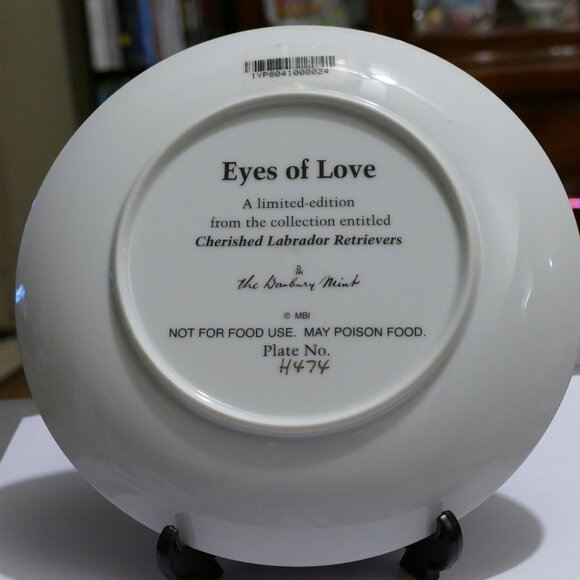 1YP8041000024
Eyes of Love
A limited-edition
from the collection entitled
Cherished Labrador Retrievers
The Danbury Mint
© MBI
NOT FOR FOOD USE. MAY POISON FOOD.
Plate No.
H474